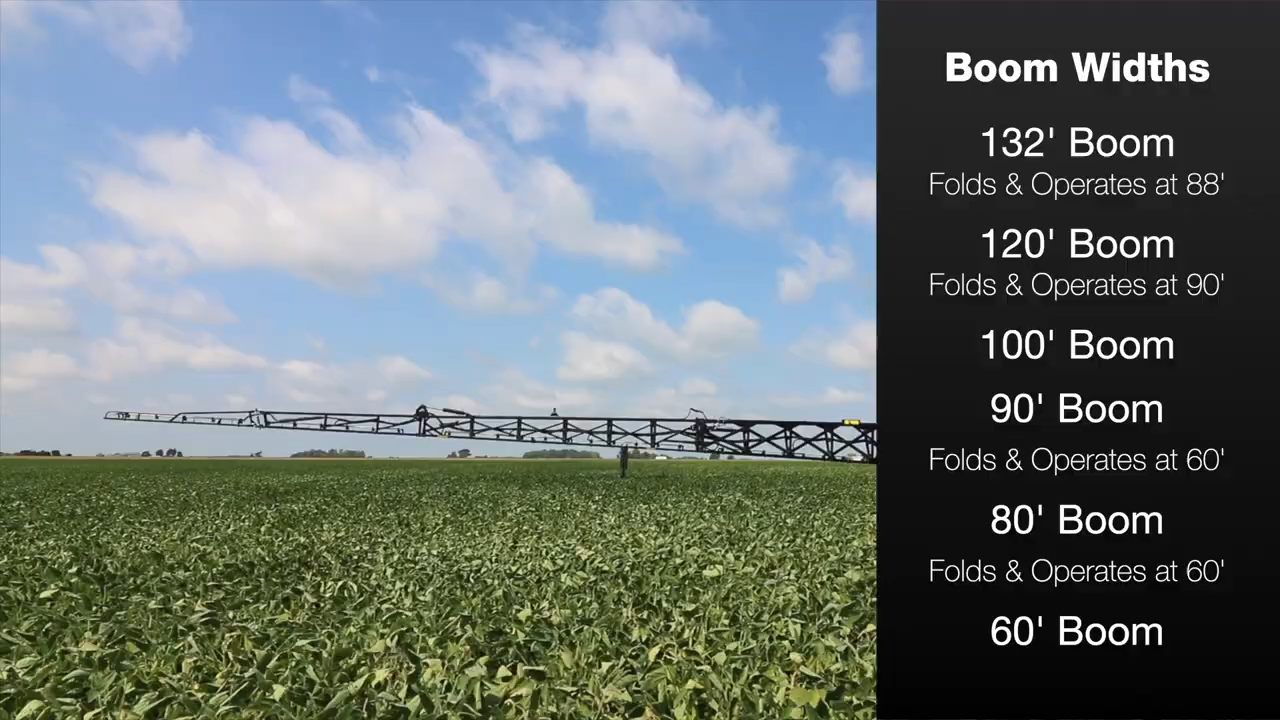 Boom Widths
132' Boom
Folds & Operates at 88'
120' Boom
Folds & Operates at 90'
100' Boom
90' Boom
Folds & Operates at 60'
80' Boom
Folds & Operates at 60'
60' Boom